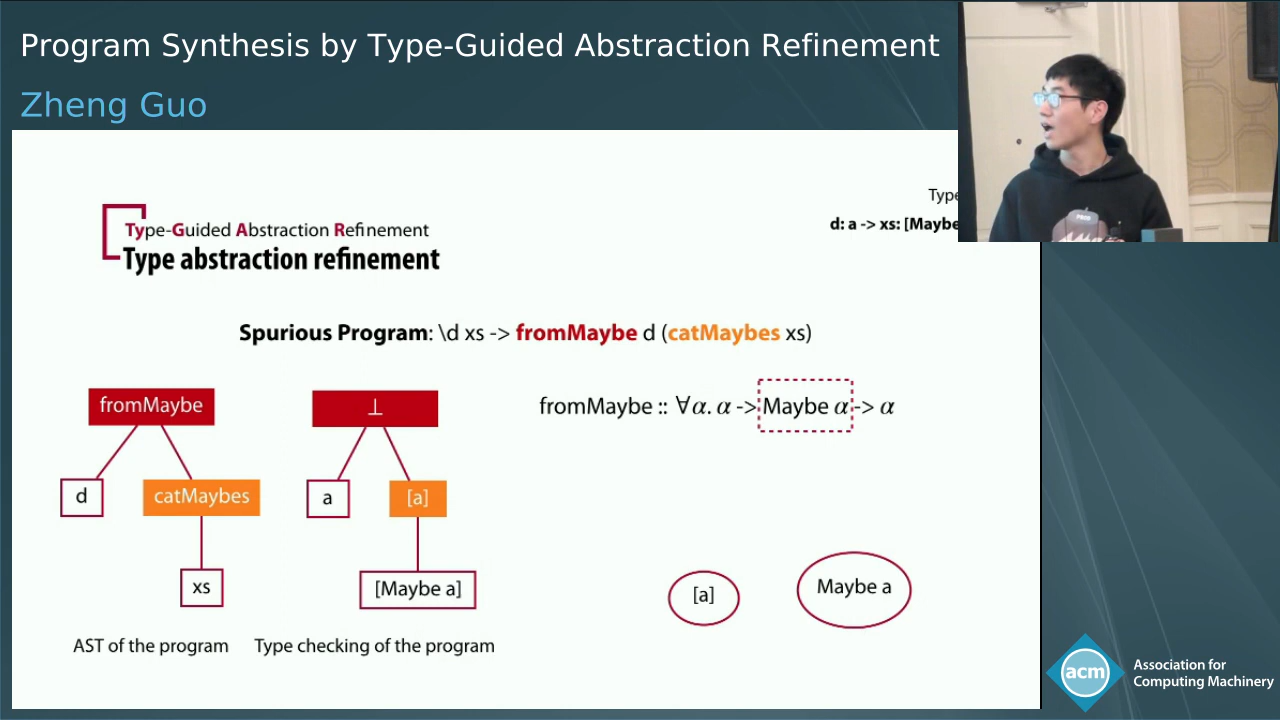 Program Synthesis by Type-Guided Abstraction Refinement
Zheng Guo
Type
d: a -> xs: [Maybe
Type-Guided Abstraction Refinement
Type abstraction refinement
Spurious Program: \d xs -> fromMaybe d (catMaybes xs)
fromMaybe
⊥
fromMaybe :: ∀α. α -> Maybe α -> α
d
catMaybes
a
[a]
xs
[Maybe a]
[a]
Maybe a
AST of the program
Type checking of the program
acm
Association for
Computing Machinery